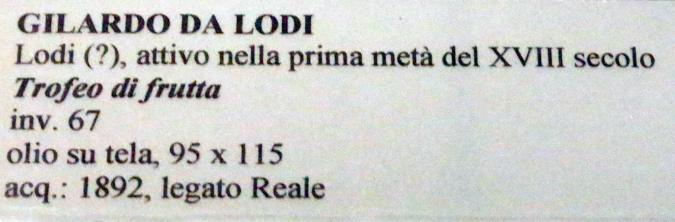 GILARDO DA LODI
Lodi (?), attivo nella prima metà del XVIII secolo
Trofeo di frutta
inv. 67
olio su tela, 95 x 115
acq.: 1892, legato Reale